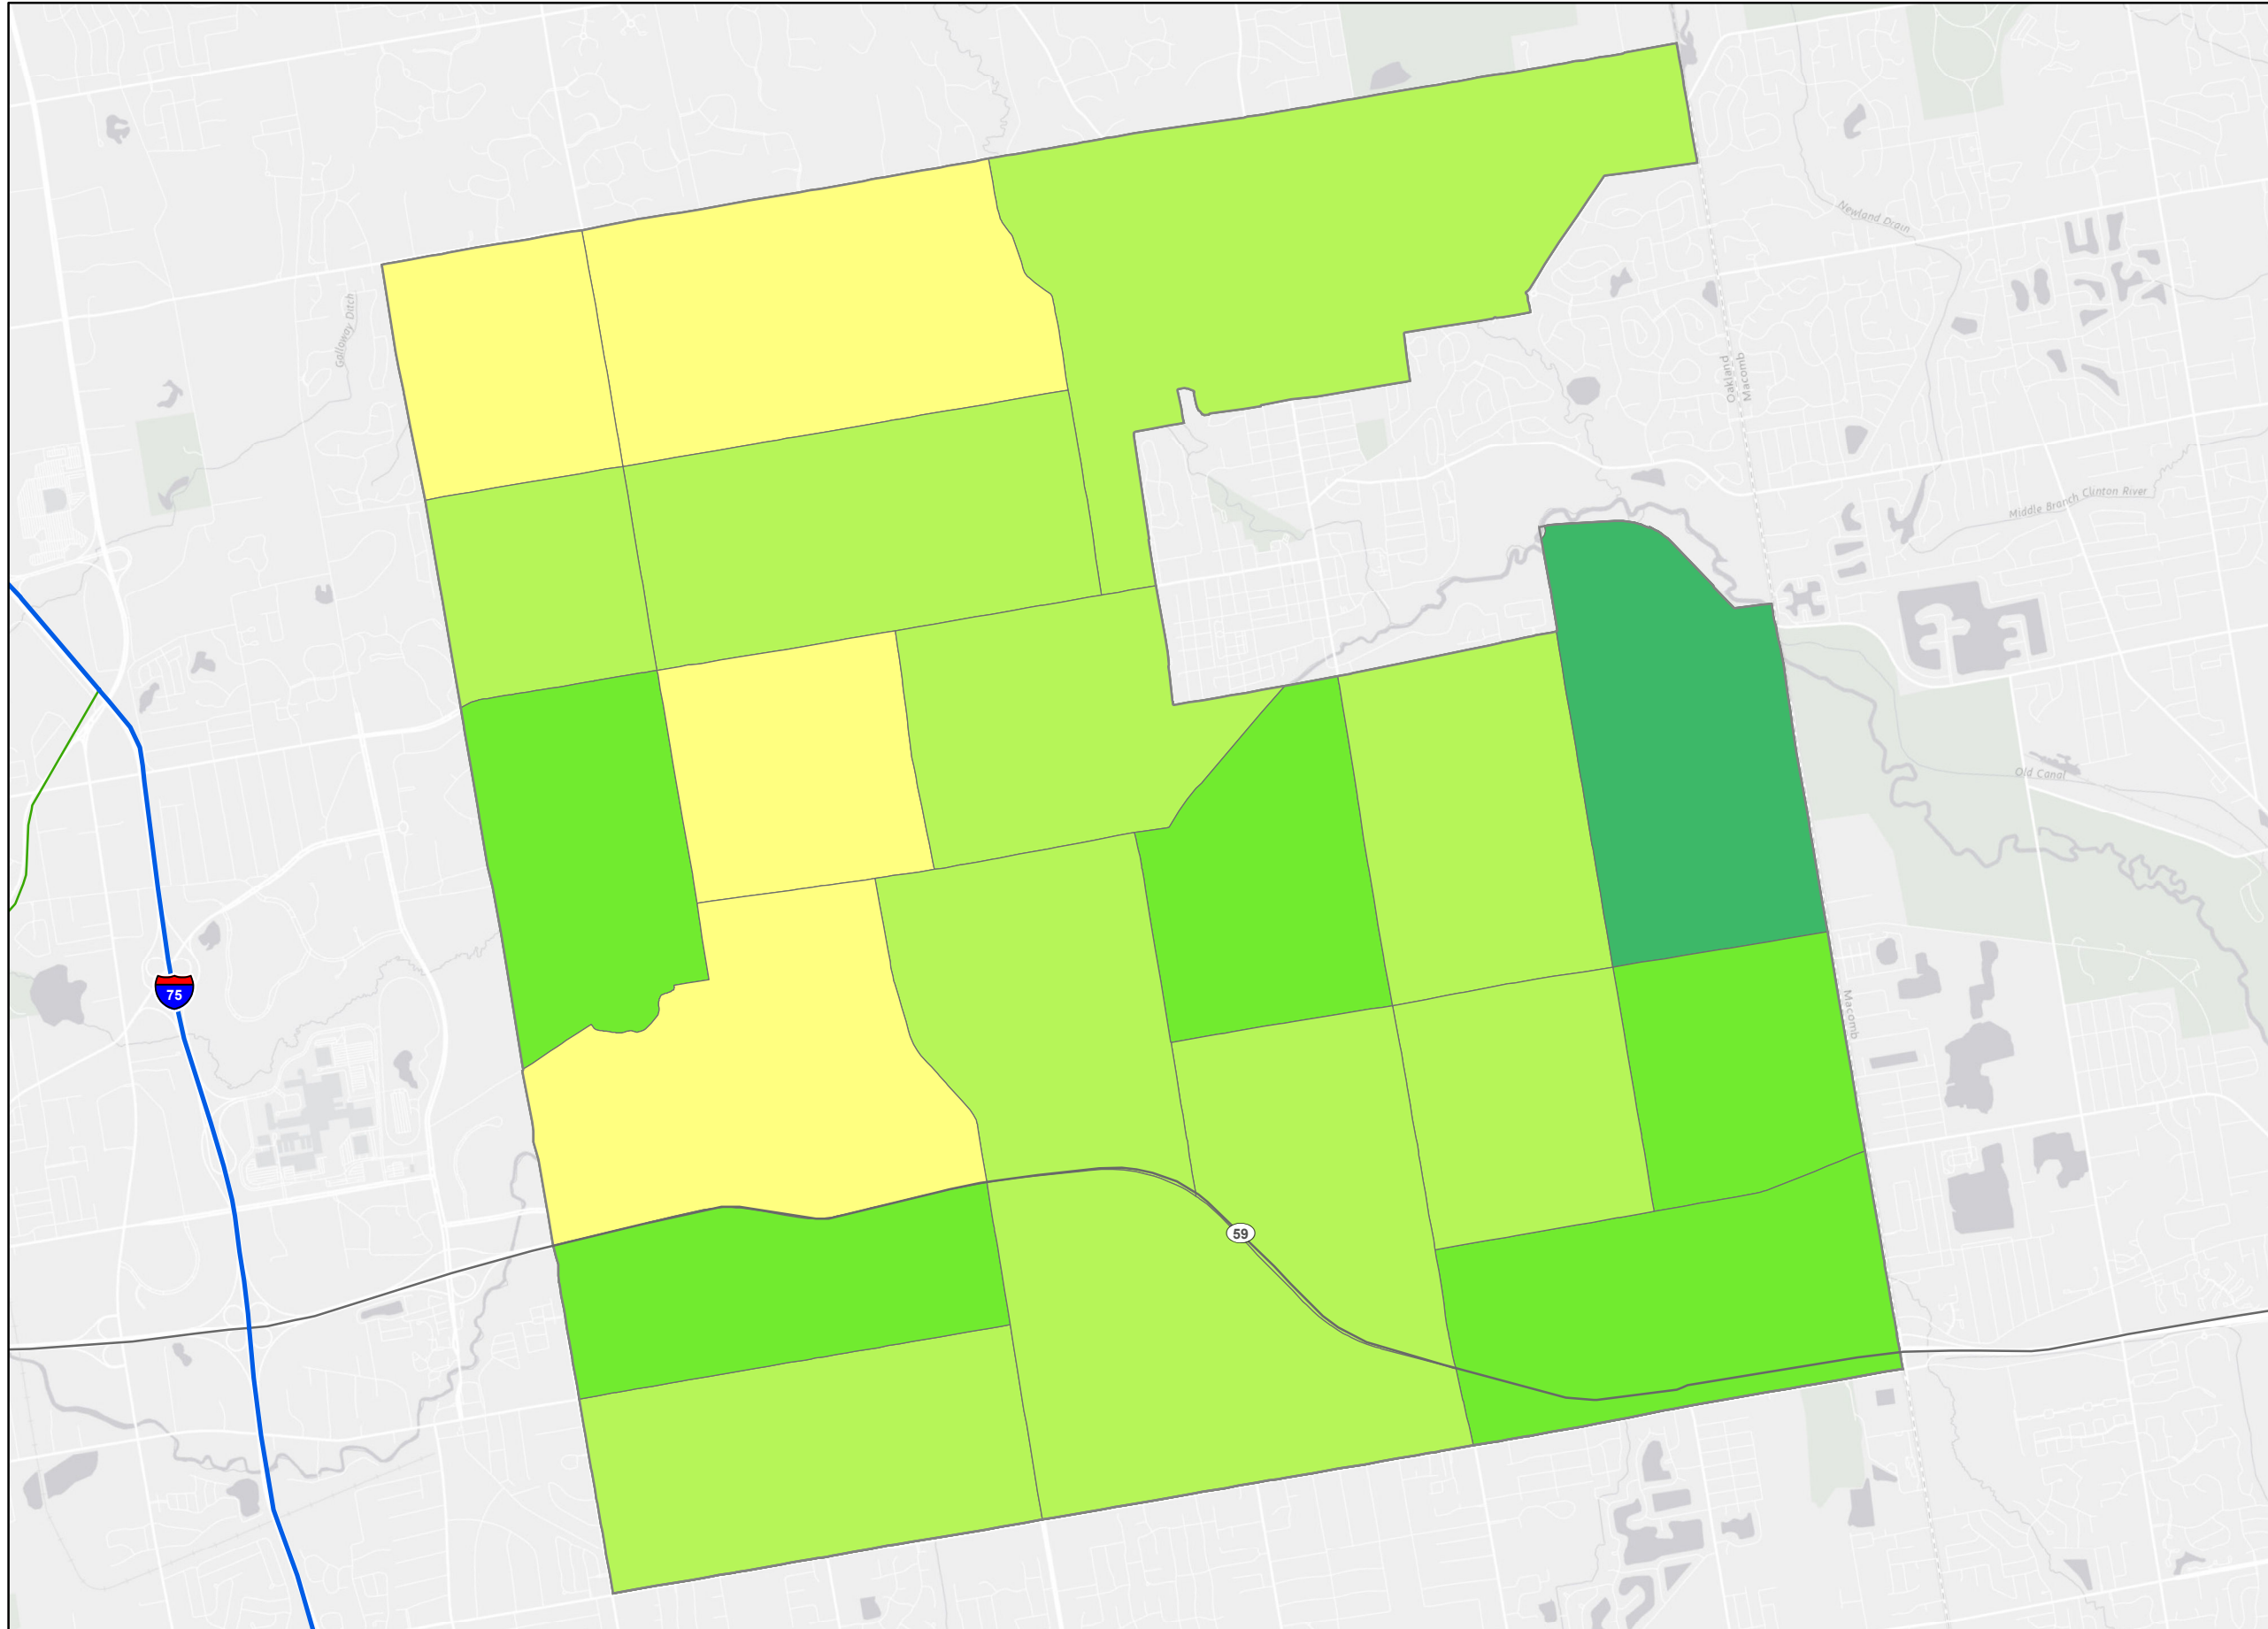 Newland Drain
Galloway Ditch
Oakland
Macomb
Middle Branch Clinton River
Old Canal
75
Macomb
59